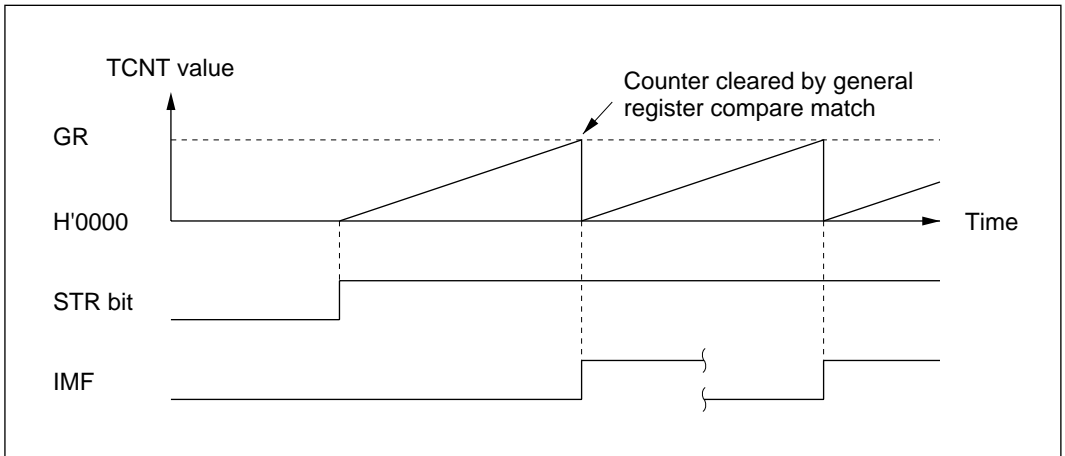 TCNT value
Counter cleared by general
register compare match
GR
H'0000
Time
STR bit
IMF